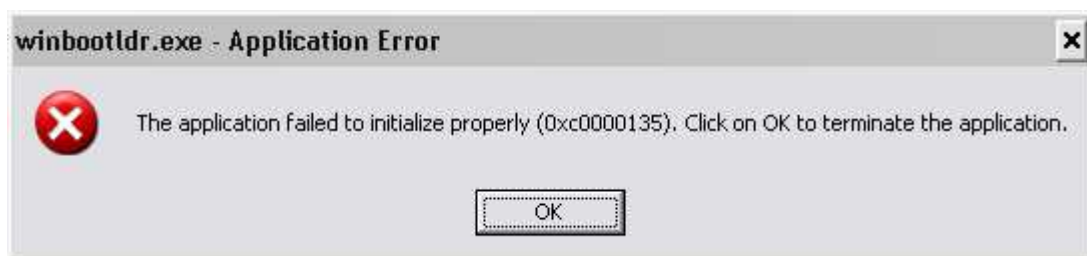 winbootldr.exe - Application Error
The application failed to initialize properly (0xc0000135). Click on OK to terminate the application.
OK